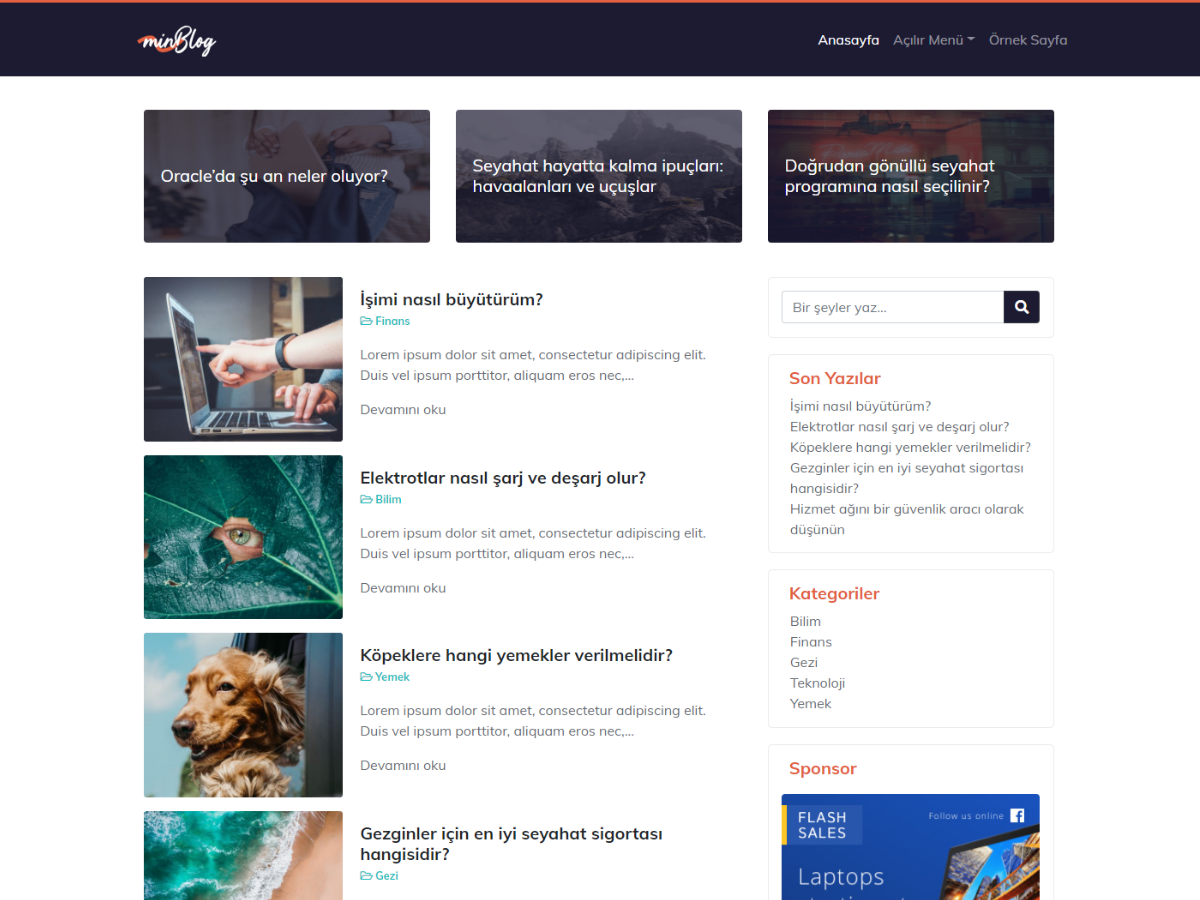 minBlog
Anasayfa
Açılır Menü
Örnek Sayfa
Oracle'da şu an neler oluyor?
Seyahat hayatta kalma ipuçları:
havaalanları ve uçuşlar
Doğrudan gönüllü seyahat
programına nasıl seçilinir?
İşimi nasıl büyütürüm?
Finans
Lorem ipsum dolor sit amet, consectetur adipiscing elit.
Duis vel ipsum porttitor, aliquam eros nec,...
Devamını oku
Elektrotlar nasıl şarj ve deşarj olur?
Bilim
Lorem ipsum dolor sit amet, consectetur adipiscing elit.
Duis vel ipsum porttitor, aliquam eros nec,...
Devamını oku
Köpeklere hangi yemekler verilmelidir?
Yemek
Lorem ipsum dolor sit amet, consectetur adipiscing elit.
Duis vel ipsum porttitor, aliquam eros nec,...
Devamını oku
Gezginler için en iyi seyahat sigortası
hangisidir?
Gezi
Bir şeyler yaz...
Son Yazılar
İşimi nasıl büyütürüm?
Elektrotlar nasıl şarj ve deşarj olur?
Köpeklere hangi yemekler verilmelidir?
Gezginler için en iyi seyahat sigortası
hangisidir?
Hizmet ağını bir güvenlik aracı olarak
düşünün
Kategoriler
Bilim
Finans
Gezi
Teknoloji
Yemek
Sponsor
FLASH
SALES
Follow us online
Laptops